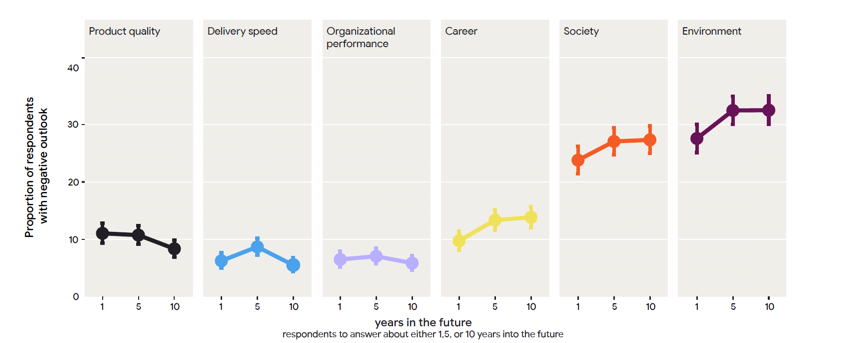 Product quality
Delivery speed
Organizational
performance
Career
Society
Environment
Proportion of respondents
with negative outlook
40
30
20
10
0
1 5 10
1 5 10
1 5 10
1 5 10
1 5 10
1 5 10
years in the future
respondents to answer about either 1,5, or 10 years into the future